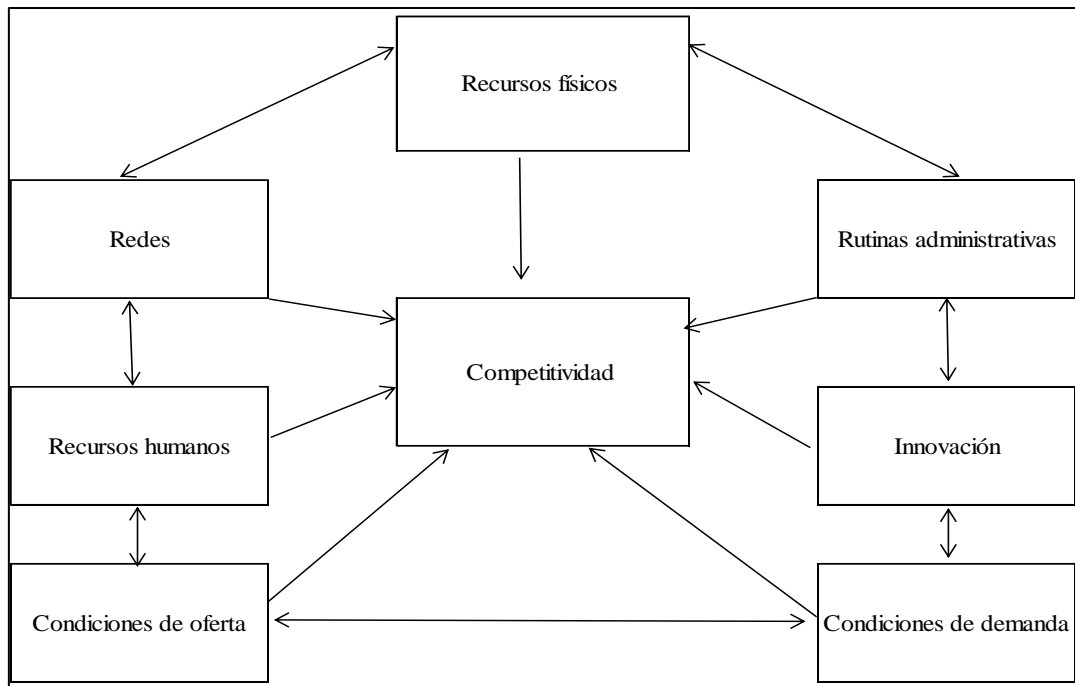 Recursos físicos
Redes
Rutinas administrativas
Competitividad
Recursos humanos
Innovación
Condiciones de oferta
Condiciones de demanda